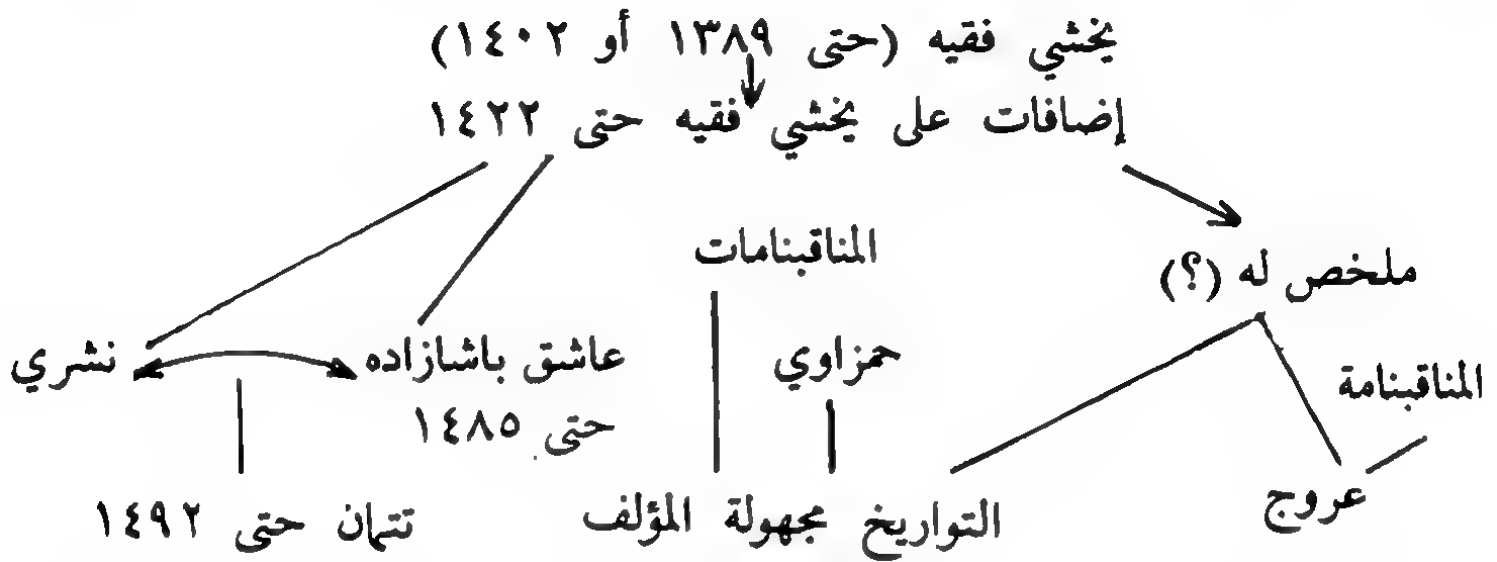 يخشي فقيه (حتى ١٣٨٩ أو ١٤٠٢)
إضافات على يخشي فقيه حتى ١٤٢٢
المناقبنامات
ملخص له (؟)
نشري
عاشق باشازاده
حتى ١٤٨٥
حمزاوي
المناقبنامة
تتمان حتى ١٤٩٢
التواريخ مجهولة المؤلف
عروج